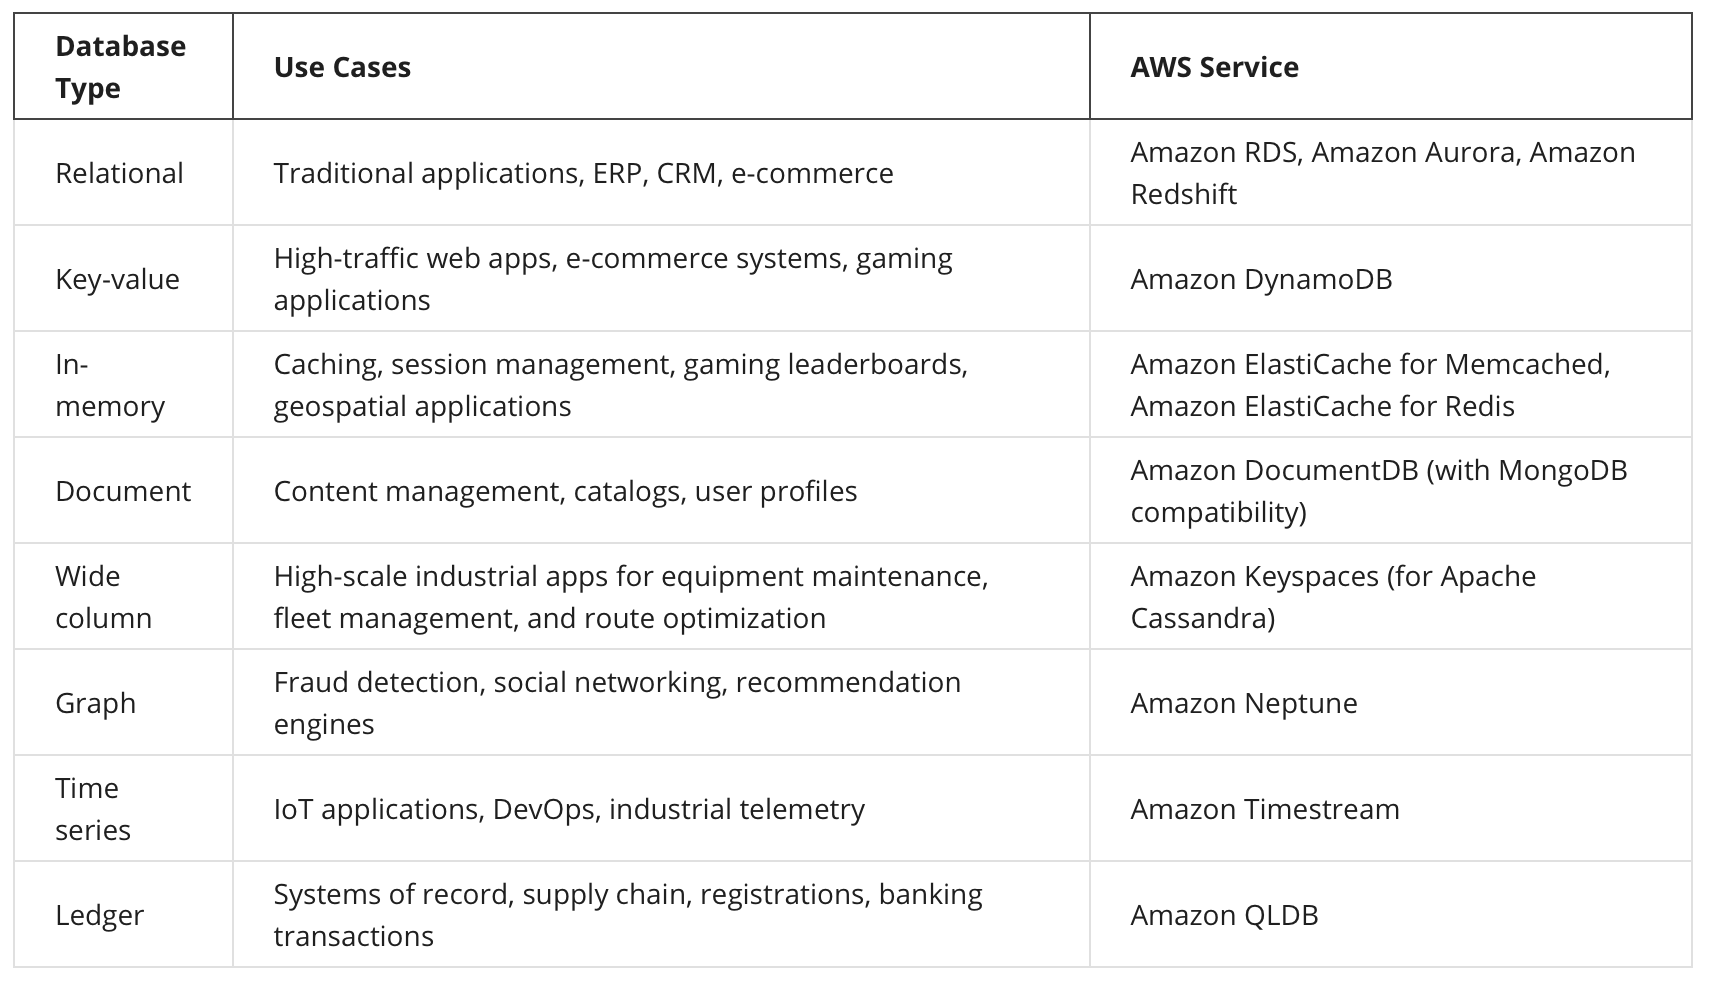 Database
Type
Use Cases
AWS Service
Relational
Traditional applications, ERP, CRM, e-commerce
Amazon RDS, Amazon Aurora, Amazon
Redshift
Key-value
High-traffic web apps, e-commerce systems, gaming
applications
Amazon DynamoDB
In-
memory
Caching, session management, gaming leaderboards,
geospatial applications
Amazon ElastiCache for Memcached,
Amazon ElastiCache for Redis
Document
Content management, catalogs, user profiles
Amazon DocumentDB (with MongoDB
compatibility)
Wide
column
High-scale industrial apps for equipment maintenance,
fleet management, and route optimization
Amazon Keyspaces (for Apache
Cassandra)
Graph
Fraud detection, social networking, recommendation
engines
Amazon Neptune
Time
series
IoT applications, DevOps, industrial telemetry
Amazon Timestream
Ledger
Systems of record, supply chain, registrations, banking
transactions
Amazon QLDB